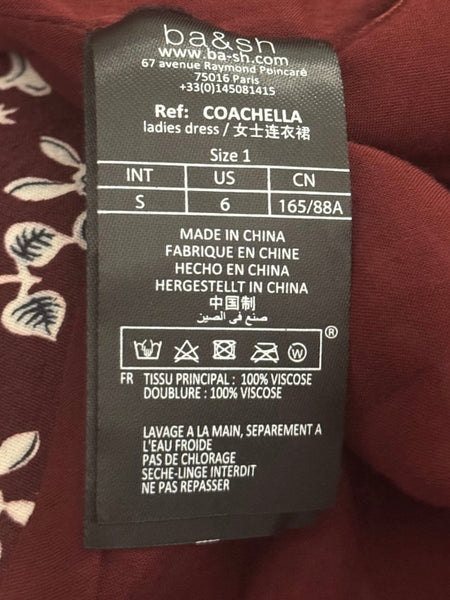 ba&sh
www.ba-sh.com
67 avenue Raymond Poincaré
75016 Paris
+33(0)145081415
Ref: COACHELLA
ladies dress / 女士连衣裙
Size 1
INT US CN
S 6 165/88A
MADE IN CHINA
FABRIQUE EN CHINE
HECHO EN CHINA
HERGESTELLT IN CHINA
中国制
صنع في الصين
W ®
FR TISSU PRINCIPAL : 100% VISCOSE
DOUBLURE : 100% VISCOSE
LAVAGE A LA MAIN, SEPAREMENT A
L'EAU FROIDE
PAS DE CHLORAGE
SECHE-LINGE INTERDIT
NE PAS REPASSER